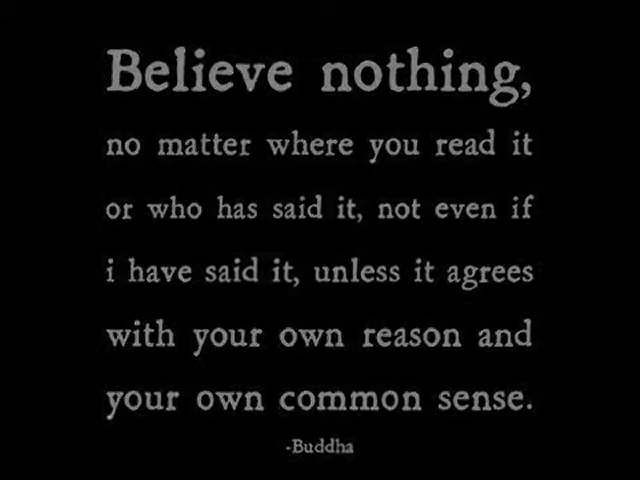 Believe nothing,
no matter where you read it
or who has said it, not even if
i have said it, unless it agrees
with your own reason and
your own common sense.
-Buddha